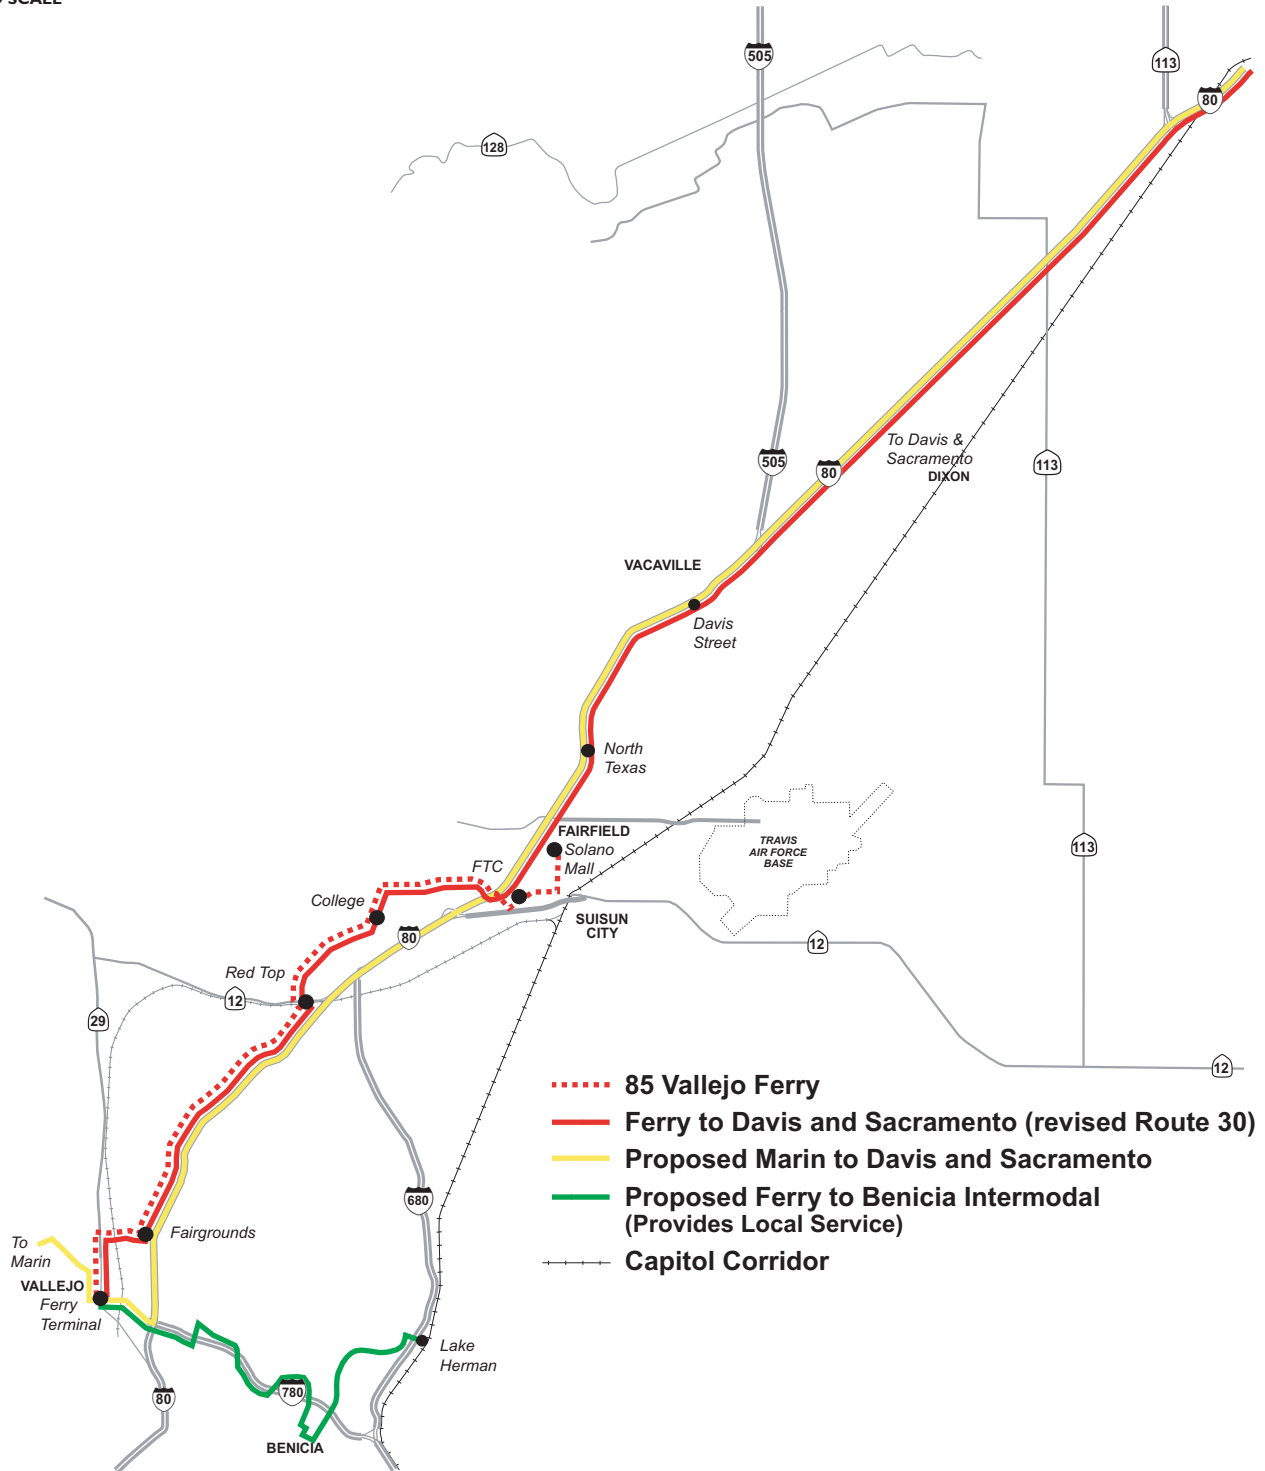 SCALE
505
113
80
128
To Davis &
Sacramento
DIXON
505
80
113
VACAVILLE
Davis
Street
North
Texas
FAIRFIELD
Solano
Mall
TRAVIS
AIR FORCE
BASE
113
FTC
College
SUISUN
CITY
80
12
Red Top
12
29
12
85 Vallejo Ferry
Ferry to Davis and Sacramento (revised Route 30)
Proposed Marin to Davis and Sacramento
Proposed Ferry to Benicia Intermodal
(Provides Local Service)
Capitol Corridor
680
Fairgrounds
To
Marin
VALLEJO
Ferry
Terminal
Lake
Herman
780
80
BENICIA